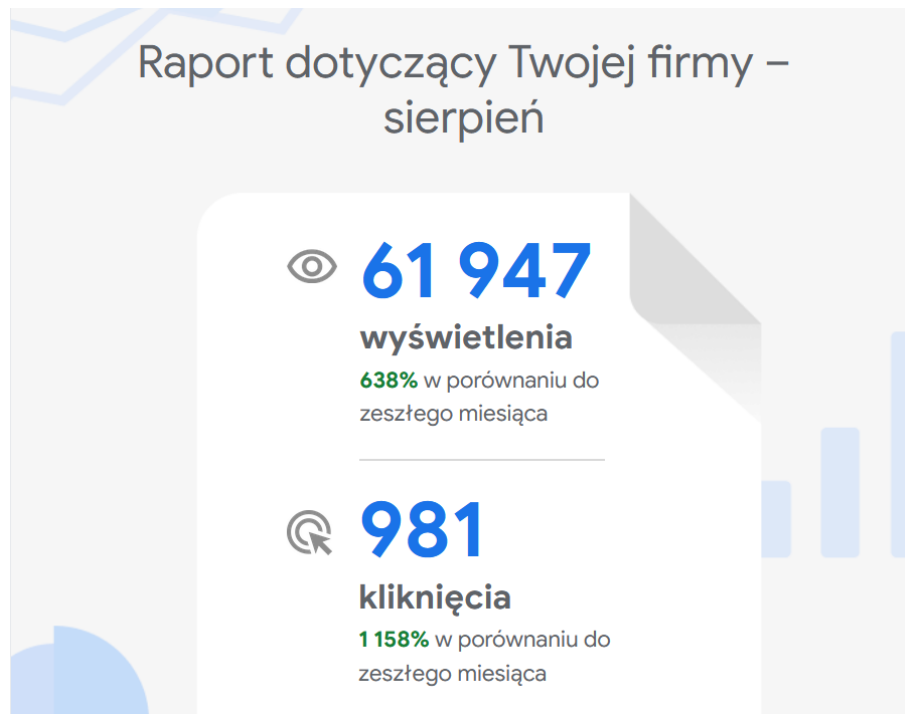 Raport dotyczący Twojej firmy –
sierpień
61 947
wyświetlenia
638% w porównaniu do
zeszłego miesiąca
981
kliknięcia
1 158% w porównaniu do
zeszłego miesiąca